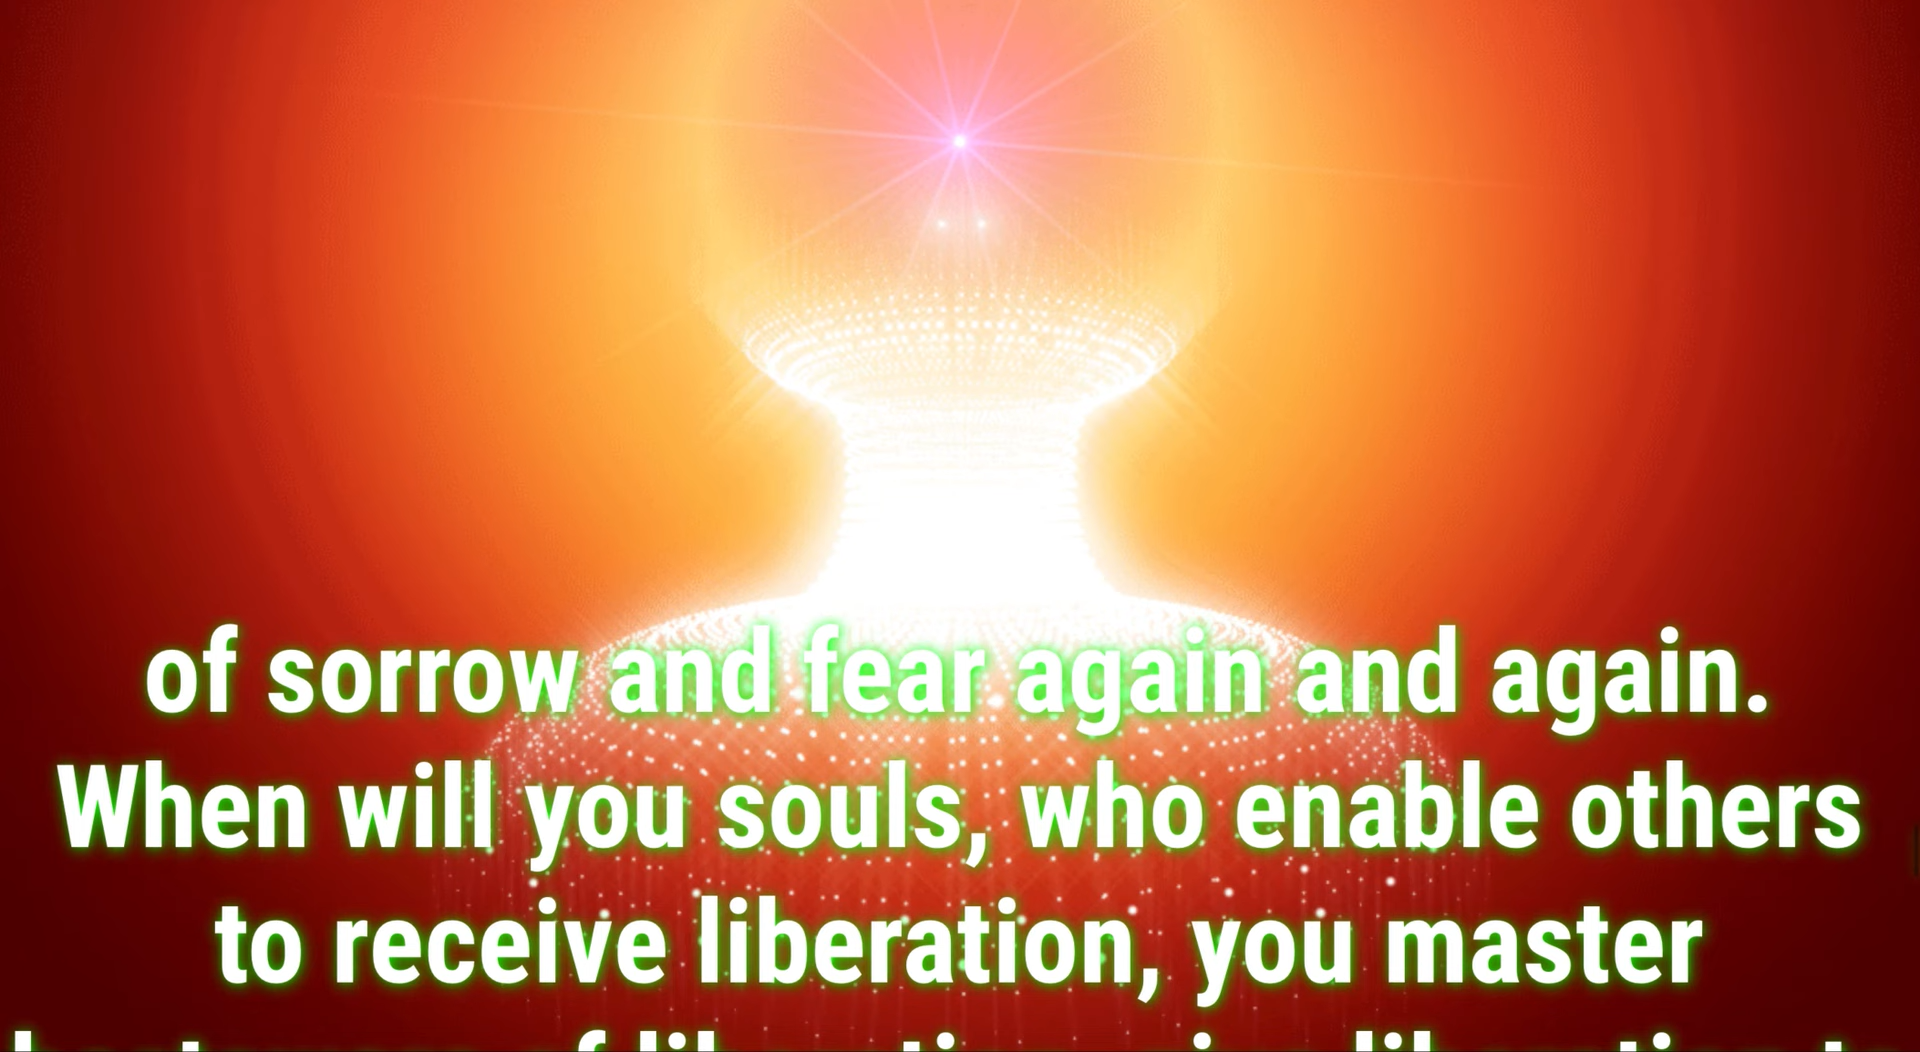 of sorrow and fear again and again.
When will you souls, who enable others
to receive liberation, you master